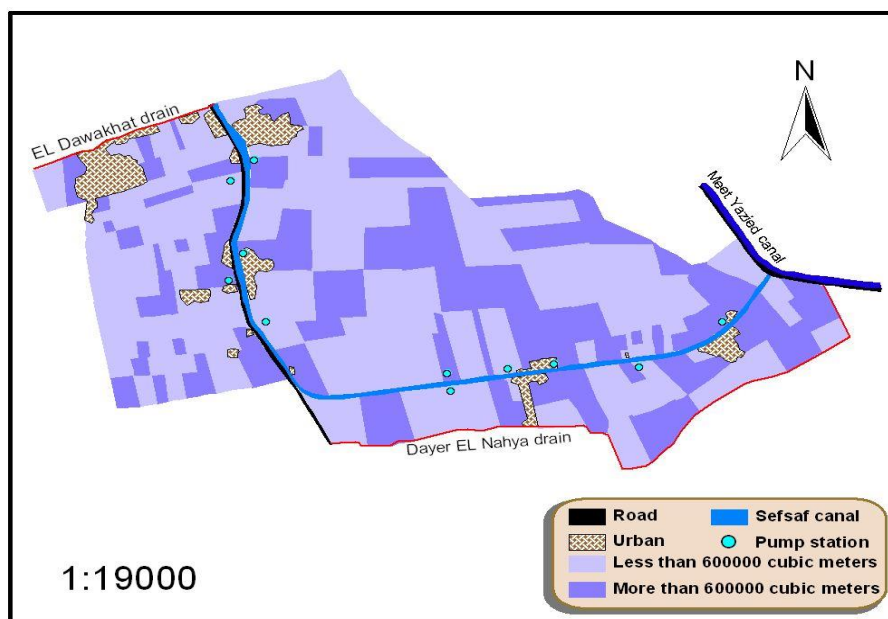 N
EL Dawakhat drain
Meet Yazied canal
Dayer EL Nahya drain
1:19000
Road
Sefsaf canal
Urban
Pump station
Less than 600000 cubic meters
More than 600000 cubic meters